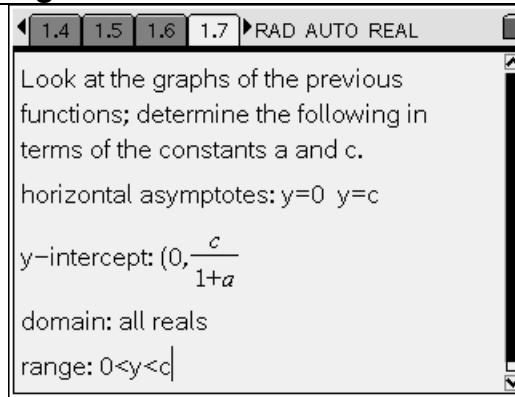 1.4 1.5 1.6 1.7 RAD AUTO REAL
Look at the graphs of the previous
functions; determine the following in
terms of the constants a and c.
horizontal asymptotes: y=0 y=c
y-intercept: (0, c/1+a
domain: all reals
range: 0<y<c